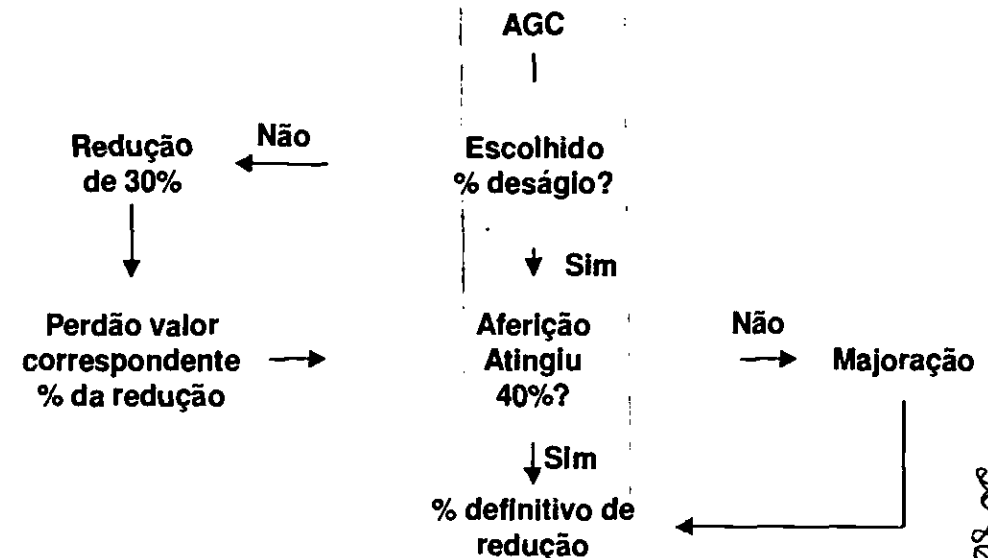 AGC
Redução
de 30%
Não
Escolhido
% deságio?
Sim
Perdão valor
correspondente
% da redução
Aferição
Atingiu
40%?
Não
Majoração
Sim
% definitivo de
redução